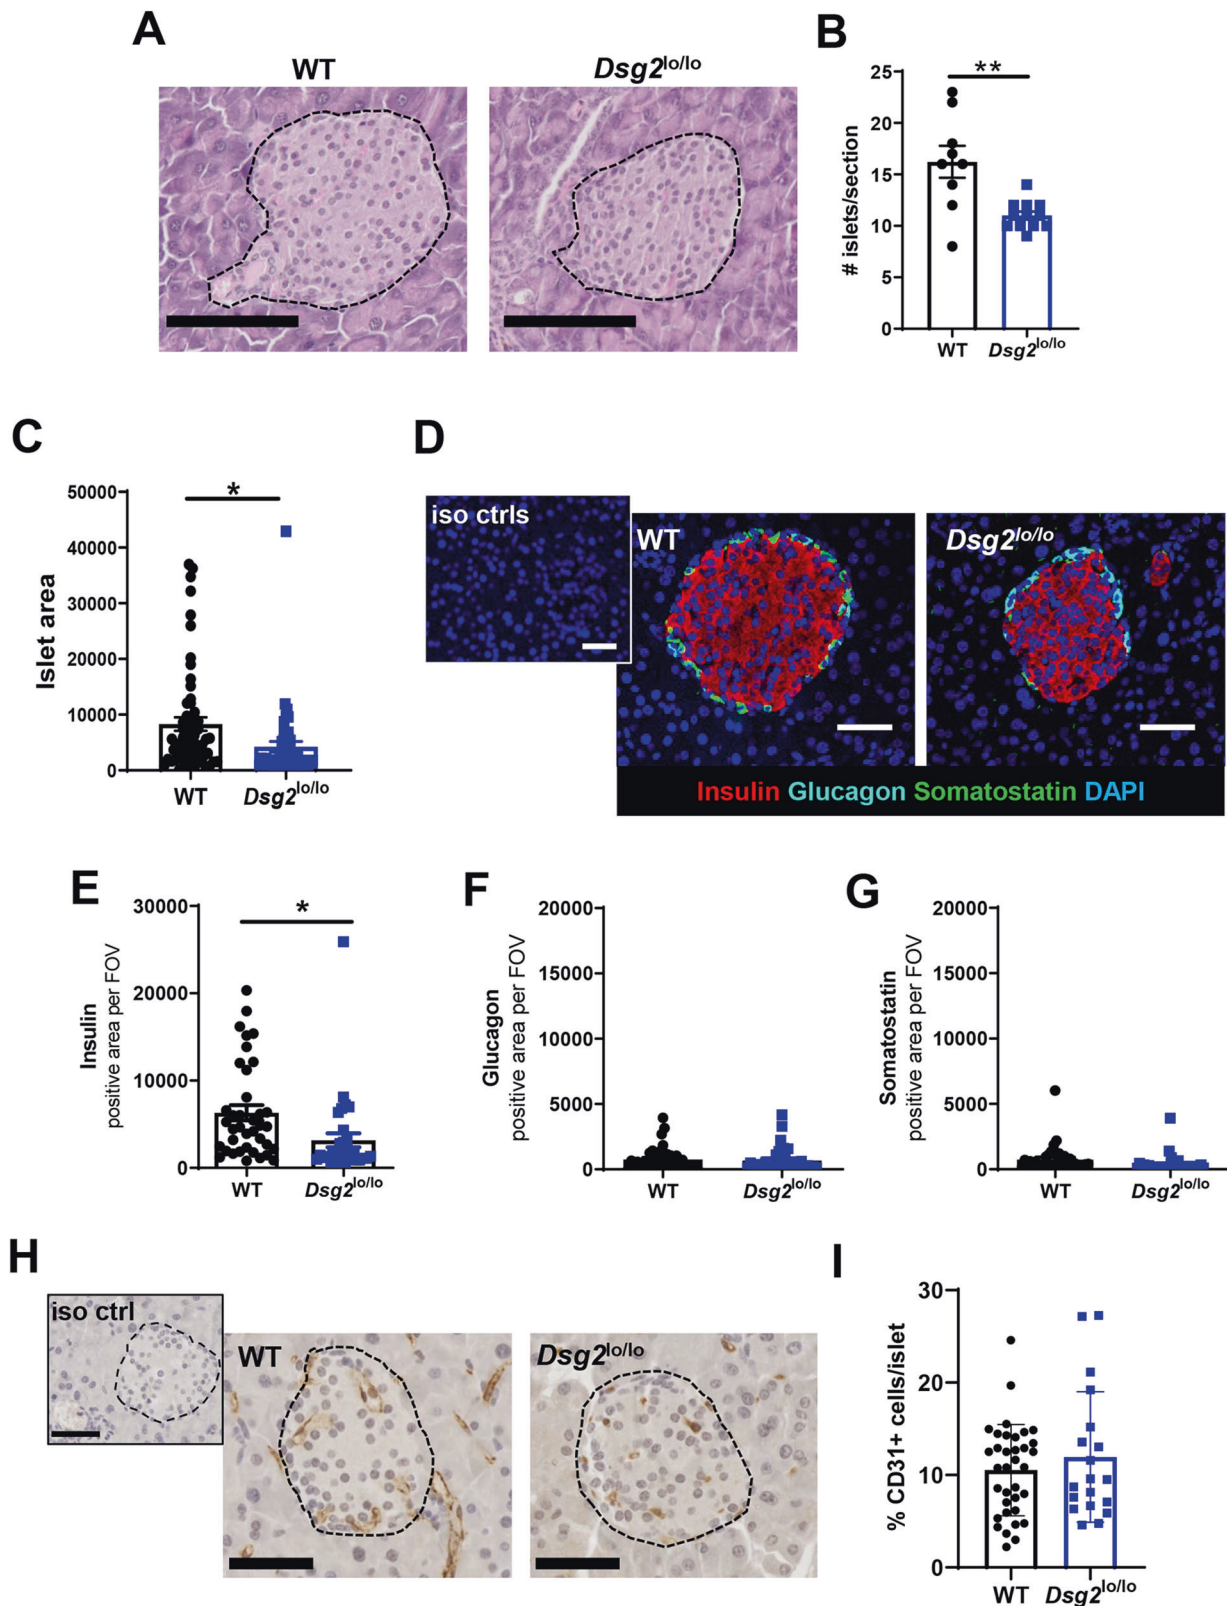 A
WT
Dsg2lo/lo
B
**
# islets/section
25
20
15
10
5
0
WT
Dsg2lo/lo
C
*
Islet area
50000
40000
30000
20000
10000
0
WT
Dsg2lo/lo
D
iso ctrls
WT
Dsg2lo/lo
Insulin Glucagon Somatostatin DAPI
E
*
Insulin
positive area per FOV
30000
20000
10000
0
WT
Dsg2lo/lo
F
Glucagon
positive area per FOV
20000
15000
10000
5000
0
WT
Dsg2lo/lo
G
Somatostatin
positive area per FOV
20000
15000
10000
5000
0
WT
Dsg2lo/lo
H
iso ctrl
WT
Dsg2lo/lo
I
% CD31+ cells/islet
30
20
10
0
WT
Dsg2lo/lo